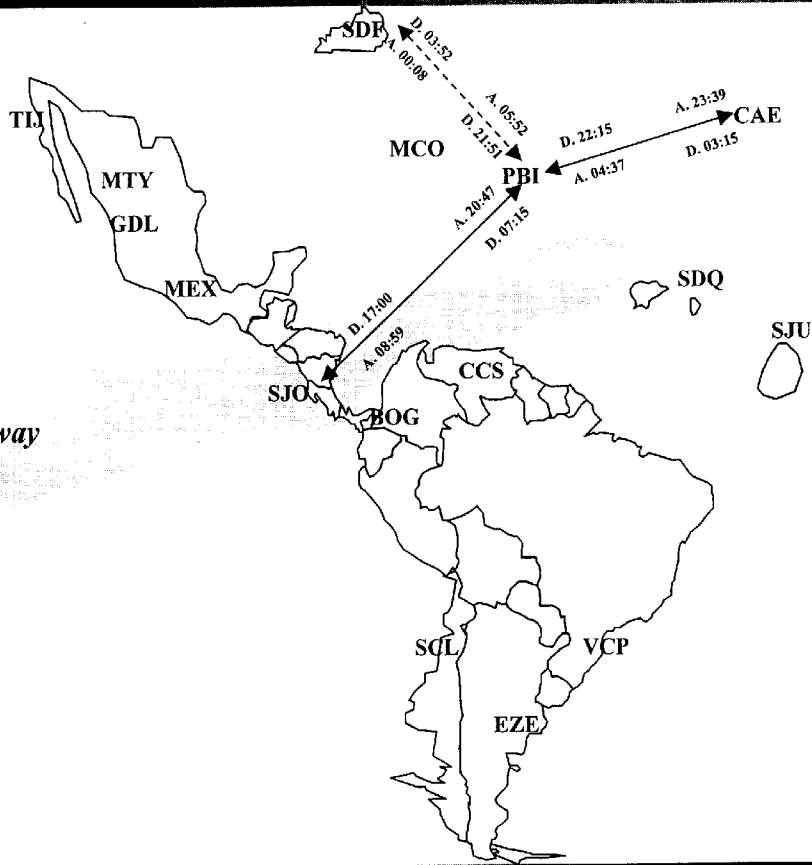 SDF
D. 03:52
A. 00:08
A. 05:52
D. 21:51
A. 23:39
CAE
D. 22:15
D. 03:15
A. 04:37
TIJ
MCO
PBI
MTY
GDL
A. 20:47
D. 07:15
MEX
SDQ
D. 17:00
A. 08:59
SJU
CCS
SJO
BOG
way
SCL
VCP
EZE